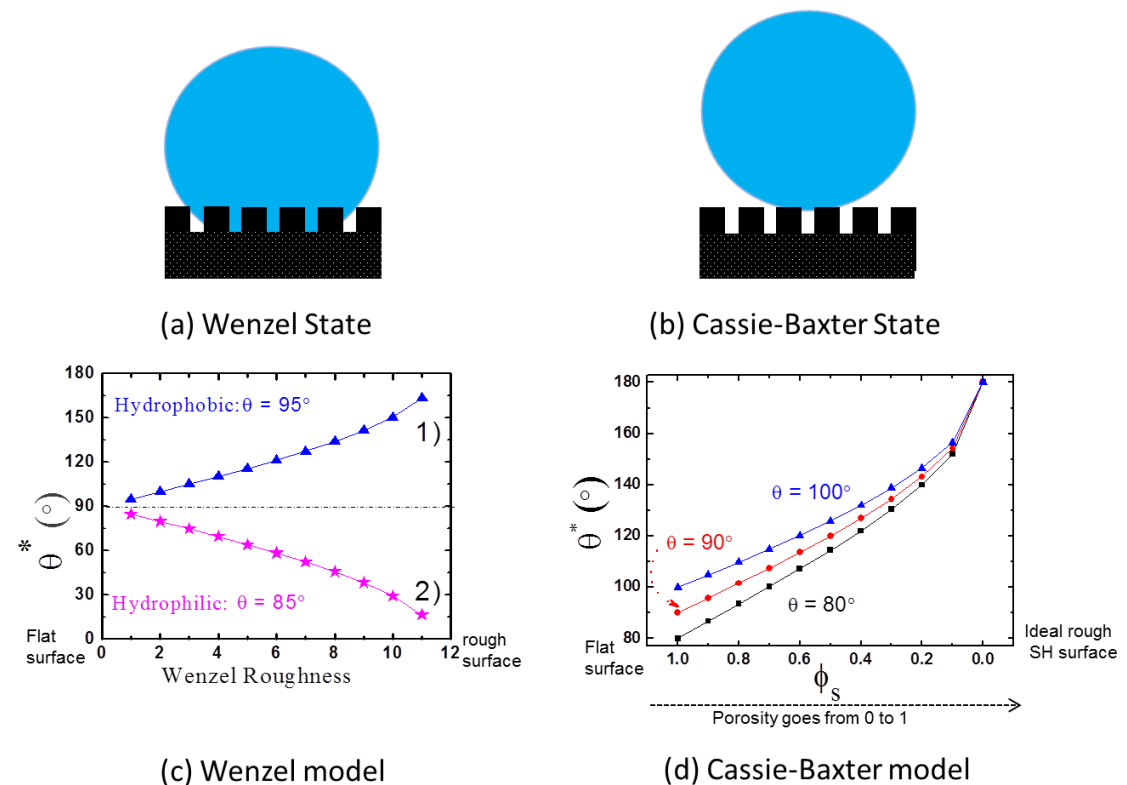 (a) Wenzel State
(b) Cassie-Baxter State
180
150
120
90
60
30
0
θ* (°)
Hydrophobic: θ = 95°
1)
Hydrophilic: θ = 85°
2)
Flat
surface
0 2 4 6 8 10 12
rough
surface
Wenzel Roughness
(c) Wenzel model
180
160
140
120
100
80
θ* (°)
θ = 100°
θ = 90°
θ = 80°
Flat
surface
1.0 0.8 0.6 0.4 0.2 0.0
Ideal rough
SH surface
ϕs
Porosity goes from 0 to 1
(d) Cassie-Baxter model